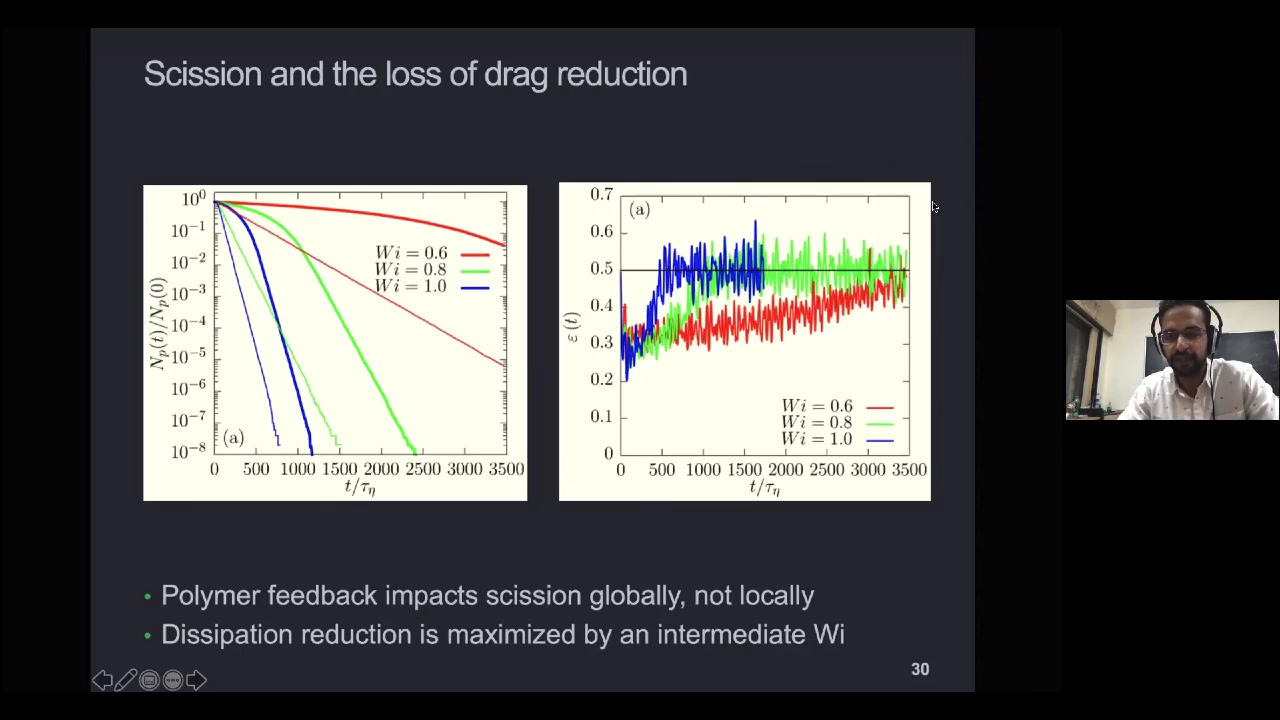 Scission and the loss of drag reduction
10^0
10^-1
10^-2
10^-3
10^-4
10^-5
10^-6
10^-7
10^-8
N_p(t)/N_p(0)
Wi = 0.6
Wi = 0.8
Wi = 1.0
(a)
0 500 1000 1500 2000 2500 3000 3500
t/τ_η
0.7
0.6
0.5
0.4
0.3
0.2
0.1
0
ε(t)
(a)
Wi = 0.6
Wi = 0.8
Wi = 1.0
0 500 1000 1500 2000 2500 3000 3500
t/τ_η
• Polymer feedback impacts scission globally, not locally
• Dissipation reduction is maximized by an intermediate Wi
30